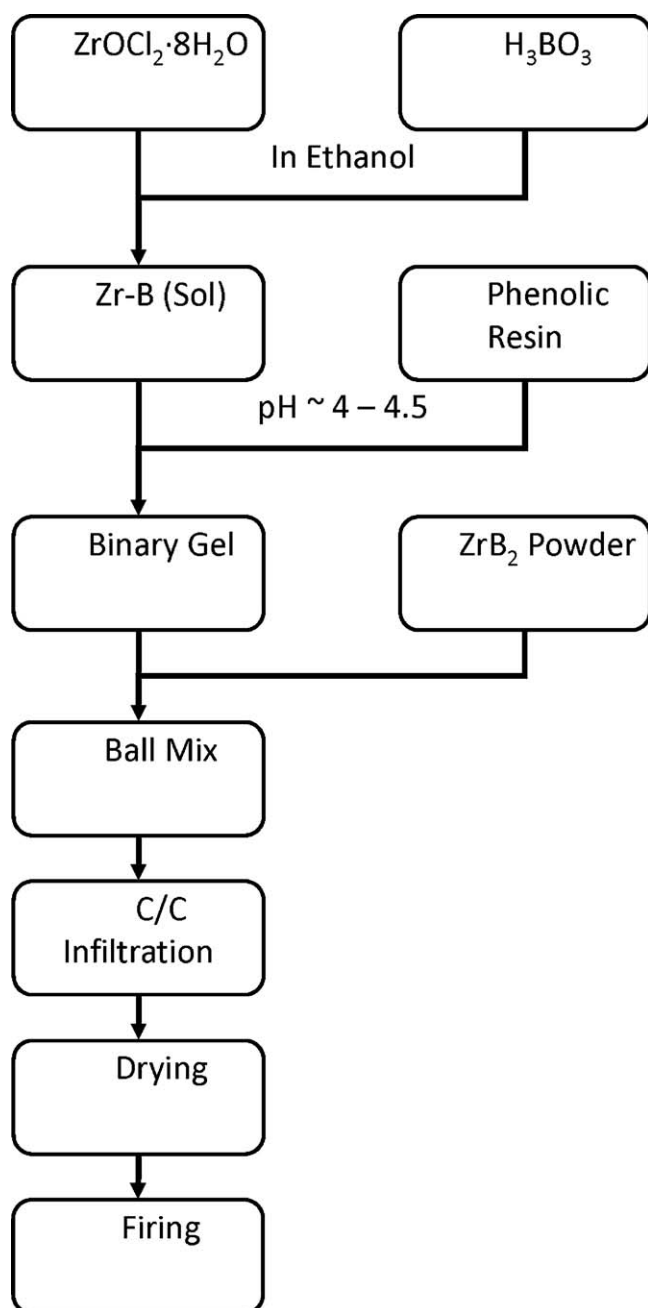 ZrOCl₂·8H₂O
H₃BO₃
In Ethanol
Zr-B (Sol)
Phenolic
Resin
pH ~ 4 – 4.5
Binary Gel
ZrB₂ Powder
Ball Mix
C/C
Infiltration
Drying
Firing